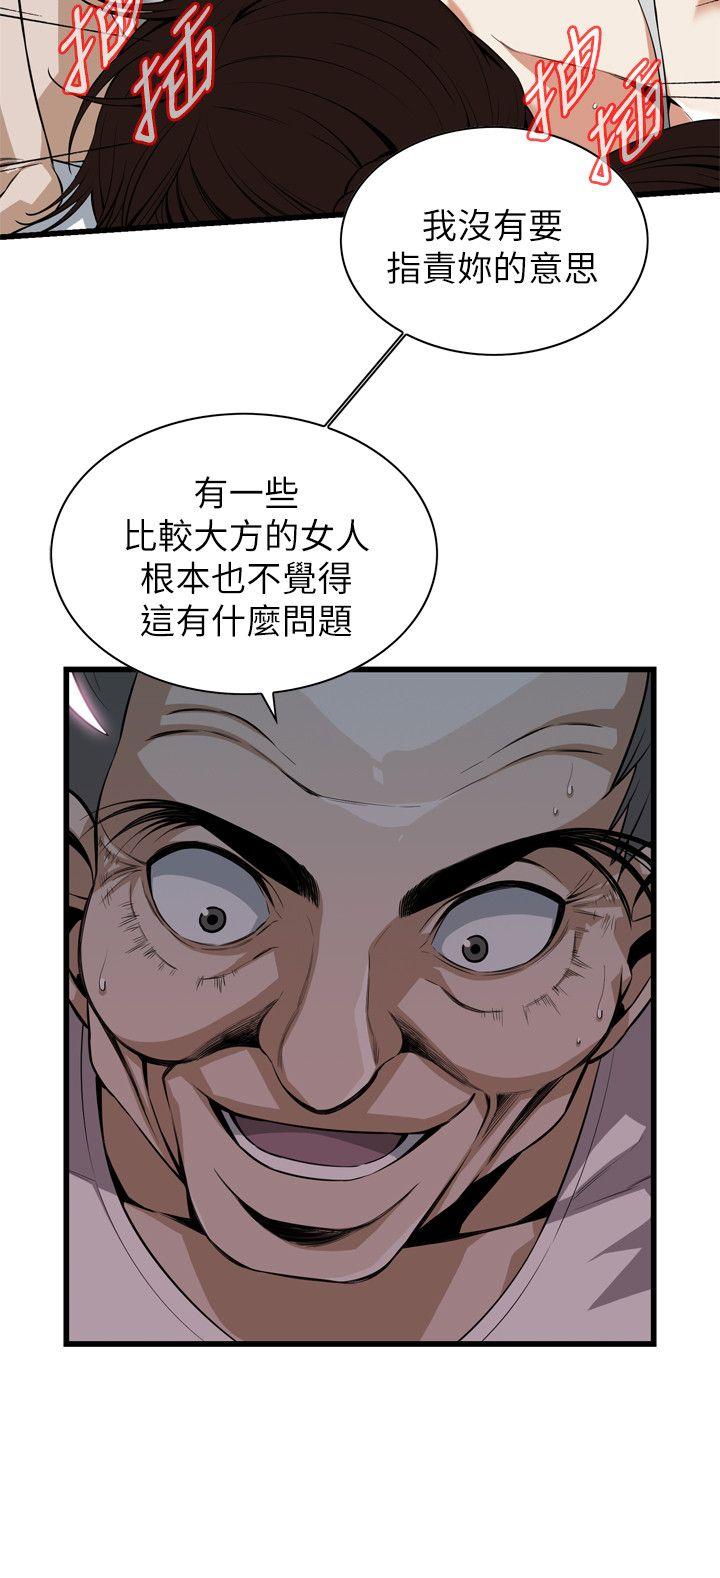 抽
插
抽
插
我沒有要
指責妳的意思
有一些
比較大方的女人
根本也不覺得
這有什麼問題